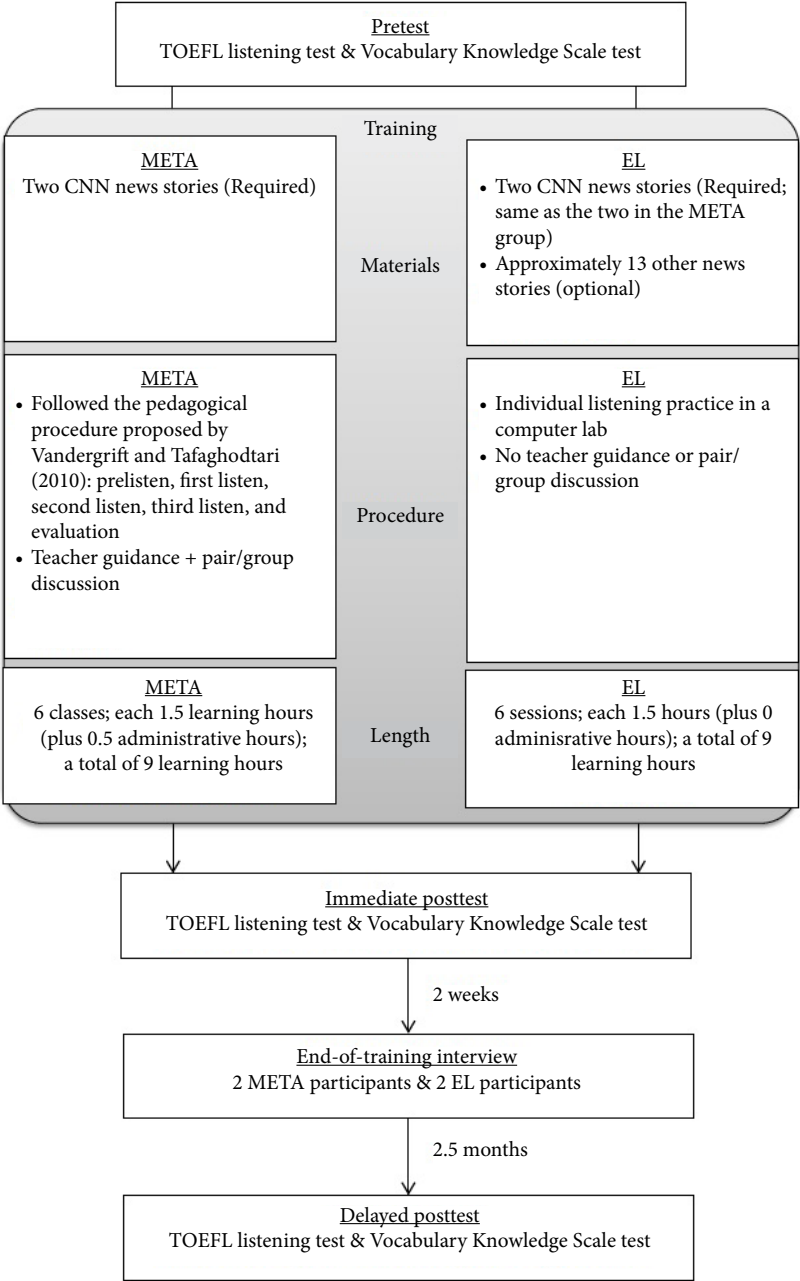 Pretest
TOEFL listening test & Vocabulary Knowledge Scale test
Training
META
Two CNN news stories (Required)
Materials
EL
• Two CNN news stories (Required;
same as the two in the META
group)
• Approximately 13 other news
stories (optional)
META
• Followed the pedagogical
procedure proposed by
Vandergrift and Tafaghodtari
(2010): prelisten, first listen,
second listen, third listen, and
evaluation
• Teacher guidance + pair/group
discussion
Procedure
EL
• Individual listening practice in a
computer lab
• No teacher guidance or pair/
group discussion
META
6 classes; each 1.5 learning hours
(plus 0.5 administrative hours);
a total of 9 learning hours
Length
EL
6 sessions; each 1.5 hours (plus 0
adminisrative hours); a total of 9
learning hours
Immediate posttest
TOEFL listening test & Vocabulary Knowledge Scale test
2 weeks
End-of-training interview
2 META participants & 2 EL participants
2.5 months
Delayed posttest
TOEFL listening test & Vocabulary Knowledge Scale test